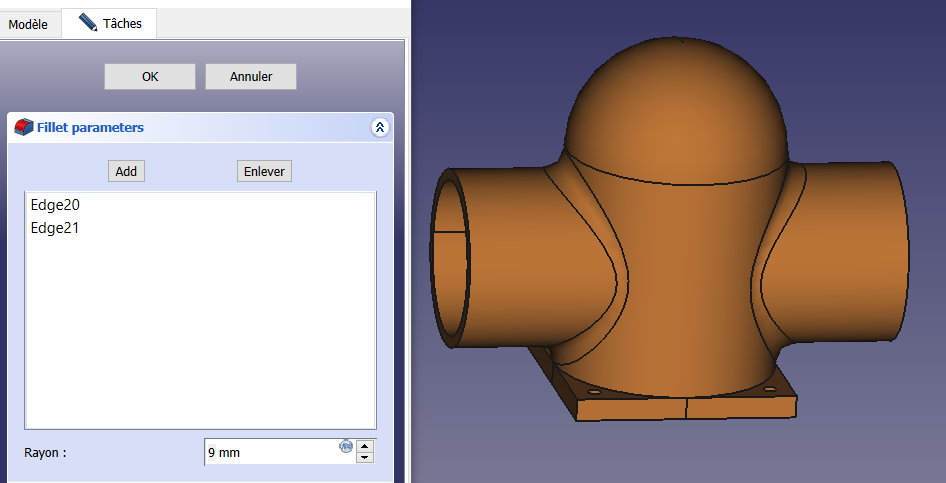 Modèle
Tâches
OK
Annuler
Fillet parameters
Add
Enlever
Edge20
Edge21
Rayon :
9 mm